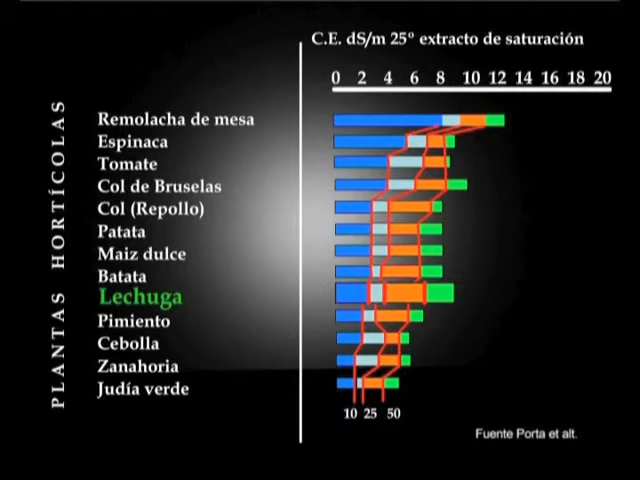 C.E. dS/m 25º extracto de saturación
0 2 4 6 8 10 12 14 16 18 20
PLANTAS HORTÍCOLAS
Remolacha de mesa
Espinaca
Tomate
Col de Bruselas
Col (Repollo)
Patata
Maiz dulce
Batata
Lechuga
Pimiento
Cebolla
Zanahoria
Judía verde
10 25 50
Fuente Porta et alt.